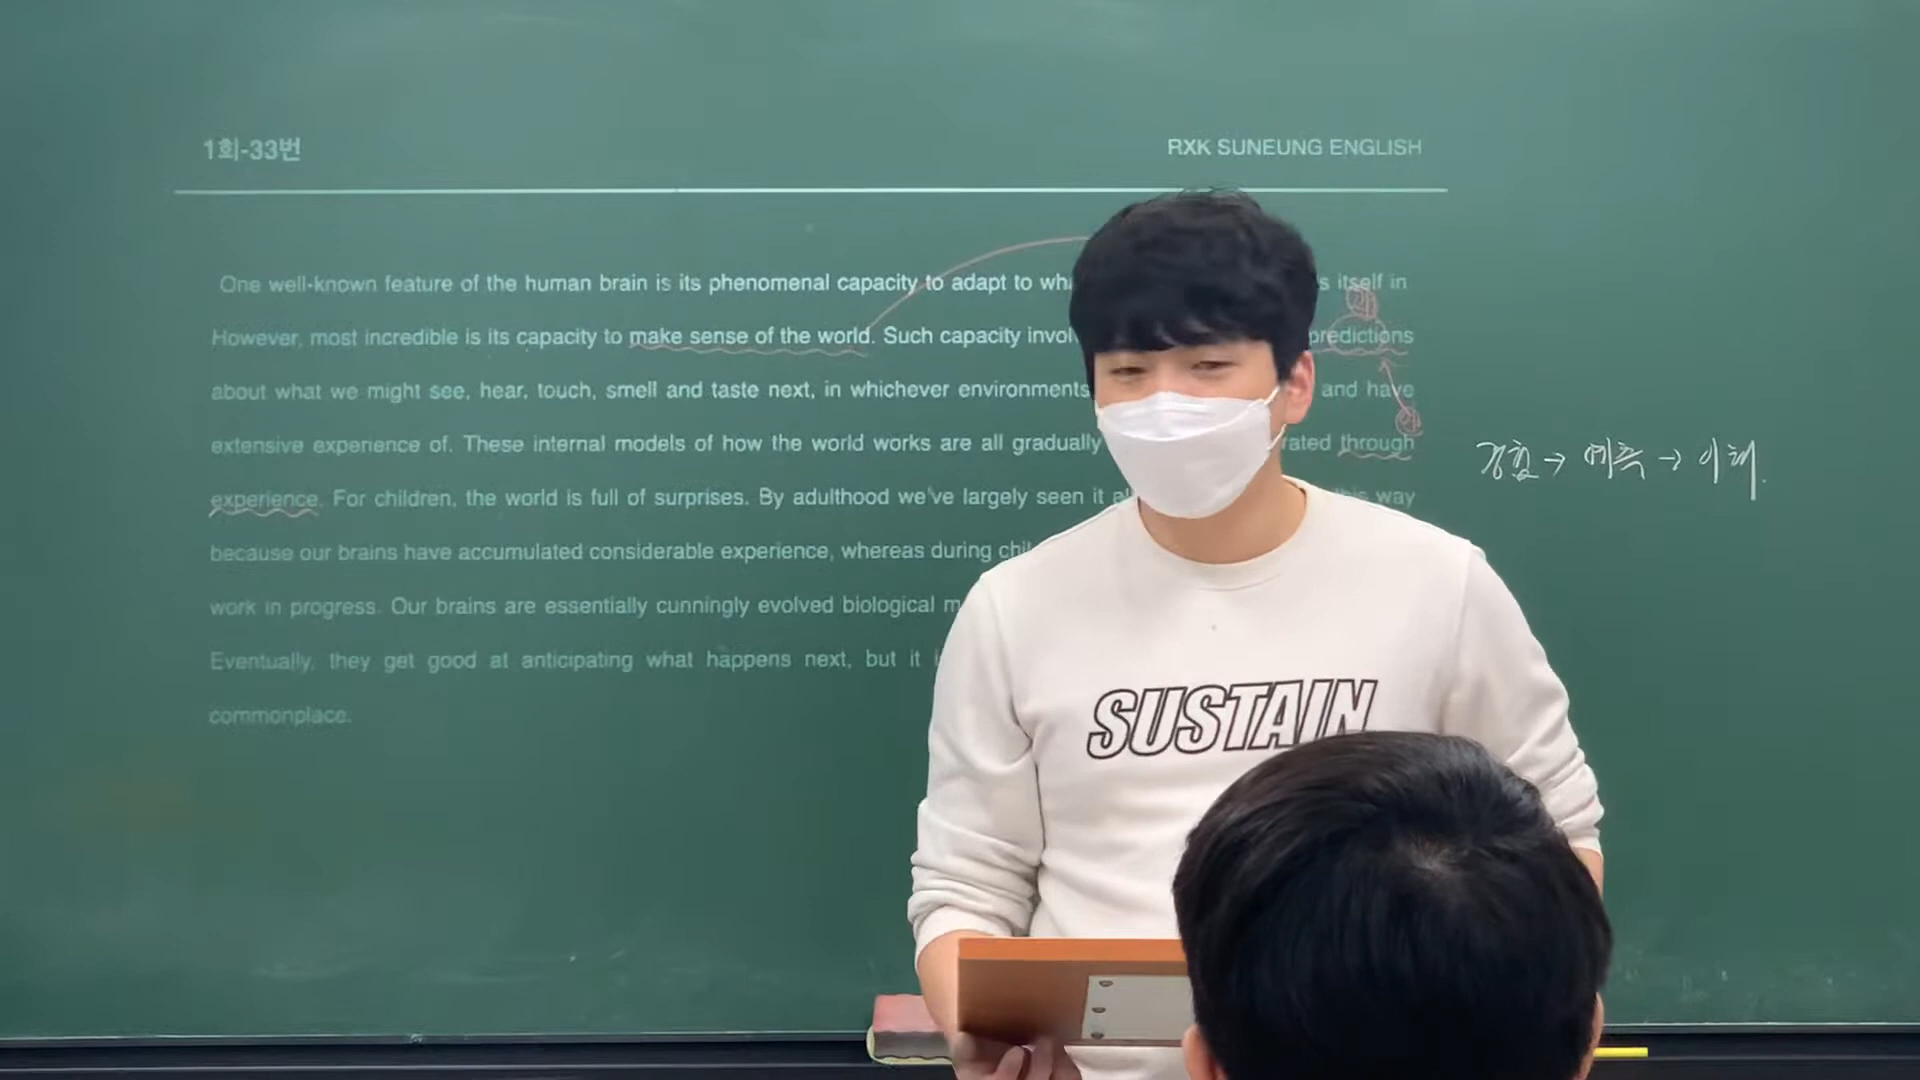 1회-33번
RXK SUNEUNG ENGLISH
One well-known feature of the human brain is its phenomenal capacity to adapt to itself in
However, most incredible is its capacity to make sense of the world. Such capacity predictions
about what we might see, hear, touch, smell and taste next, in whichever environments and have
extensive experience of. These internal models of how the world works are all gradually through
experience. For children, the world is full of surprises. By adulthood we've largely seen it this way
because our brains have accumulated considerable experience, whereas during
work in progress. Our brains are essentially cunningly evolved biological
Eventually, they get good at anticipating what happens next, but it
commonplace.
경험 → 예측 → 이해.
SUSTAIN